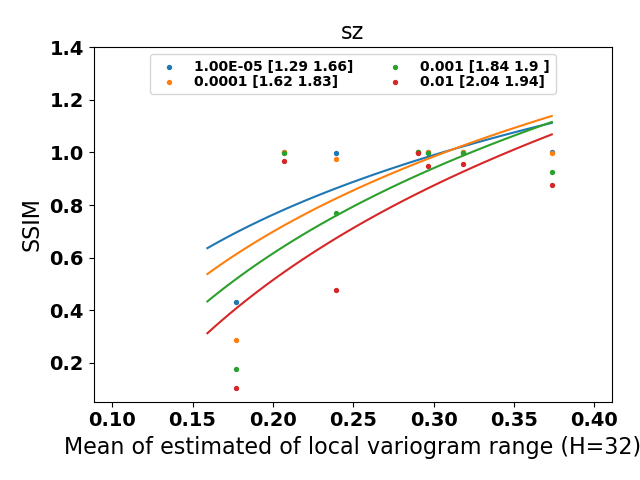 sz
1.4
1.2
1.0
0.8
0.6
0.4
0.2
SSIM
1.00E-05 [1.29 1.66]
0.0001 [1.62 1.83]
0.001 [1.84 1.9 ]
0.01 [2.04 1.94]
0.10 0.15 0.20 0.25 0.30 0.35 0.40
Mean of estimated of local variogram range (H=32)